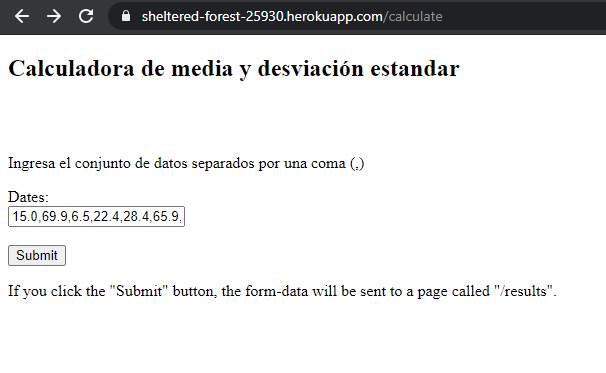 sheltered-forest-25930.herokuapp.com/calculate
Calculadora de media y desviación estandar
Ingresa el conjunto de datos separados por una coma (,)
Dates:
15.0,69.9,6.5,22.4,28.4,65.9,
Submit
If you click the "Submit" button, the form-data will be sent to a page called "/results".